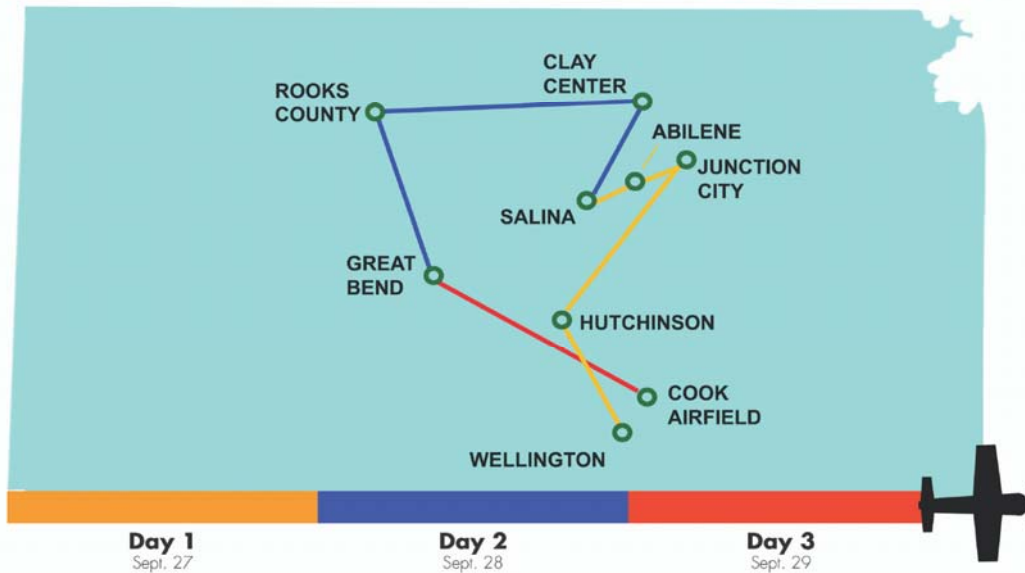 ROOKS
COUNTY
CLAY
CENTER
ABILENE
JUNCTION
CITY
SALINA
GREAT
BEND
HUTCHINSON
COOK
AIRFIELD
WELLINGTON
Day 1
Sept. 27
Day 2
Sept. 28
Day 3
Sept. 29